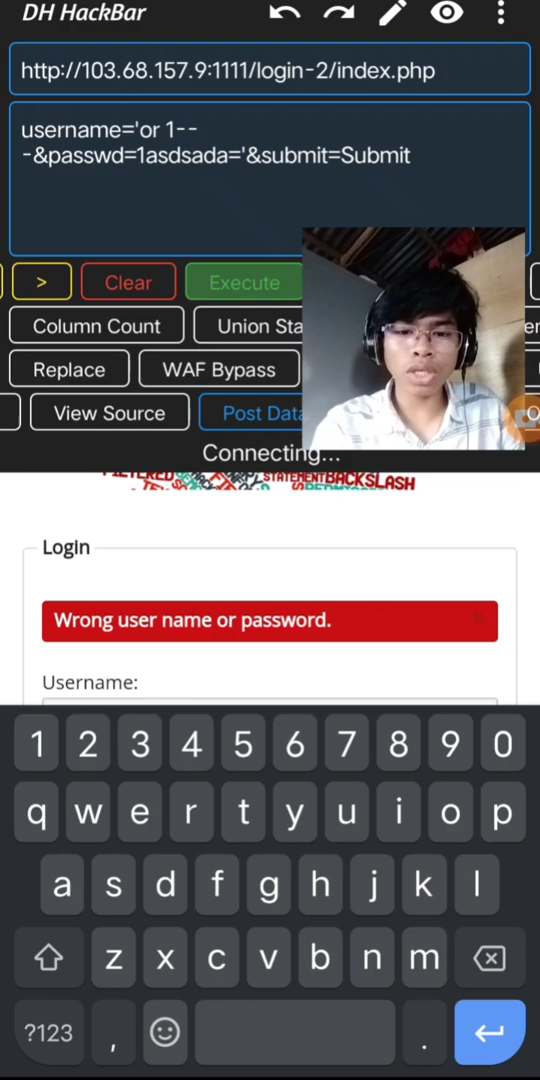 DH HackBar
http://103.68.157.9:1111/login-2/index.php
username='or 1--
-&passwd=1asdsada='&submit=Submit
> Clear Execute
Column Count Union Sta
Replace WAF Bypass
View Source Post Data
Connecting...
STATEMENT BACKSLASH
Login
Wrong user name or password.
Username:
1 2 3 4 5 6 7 8 9 0
q w e r t y u i o p
a s d f g h j k l
z x c v b n m
?123 , .